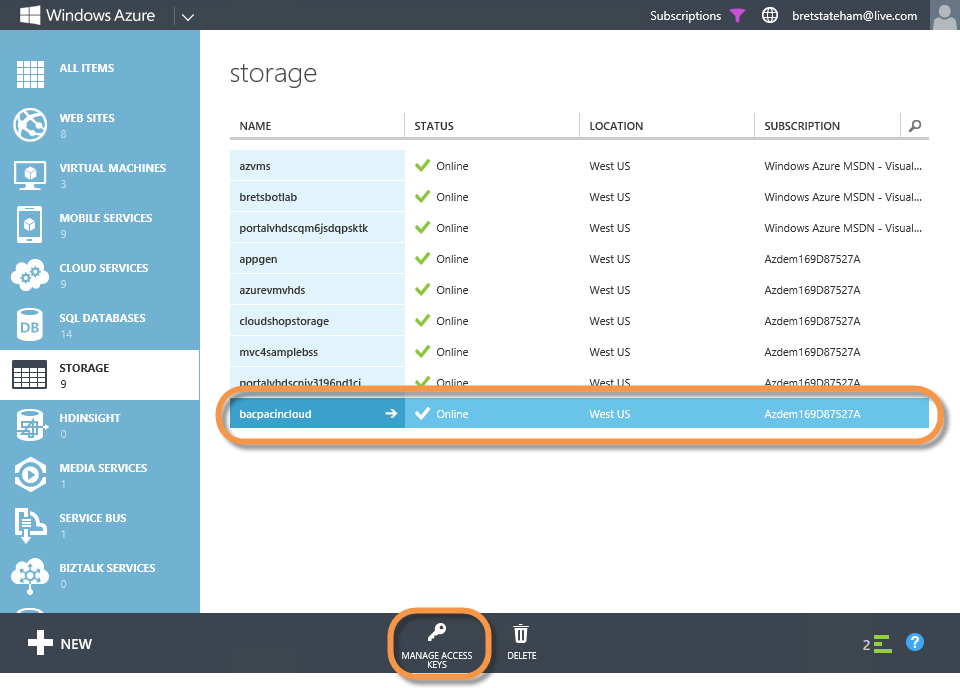 Windows Azure
Subscriptions
bretstateham@live.com
ALL ITEMS
WEB SITES
8
VIRTUAL MACHINES
3
MOBILE SERVICES
9
CLOUD SERVICES
9
DB
SQL DATABASES
14
STORAGE
9
HDINSIGHT
0
MEDIA SERVICES
1
SERVICE BUS
1
BIZTALK SERVICES
0
storage
NAME STATUS LOCATION SUBSCRIPTION
azvms Online West US Windows Azure MSDN - Visual...
bretsbotlab Online West US Windows Azure MSDN - Visual...
portalvhdscqm6jsdqpsktk Online West US Windows Azure MSDN - Visual...
appgen Online West US Azdem169D87527A
azurevmvhds Online West US Azdem169D87527A
cloudshopstorage Online West US Azdem169D87527A
mvc4samplebss Online West US Azdem169D87527A
Online West US Azdem169D87527A
bacpacincloud Online West US Azdem169D87527A
NEW
MANAGE ACCESS
KEYS
DELETE
2
?